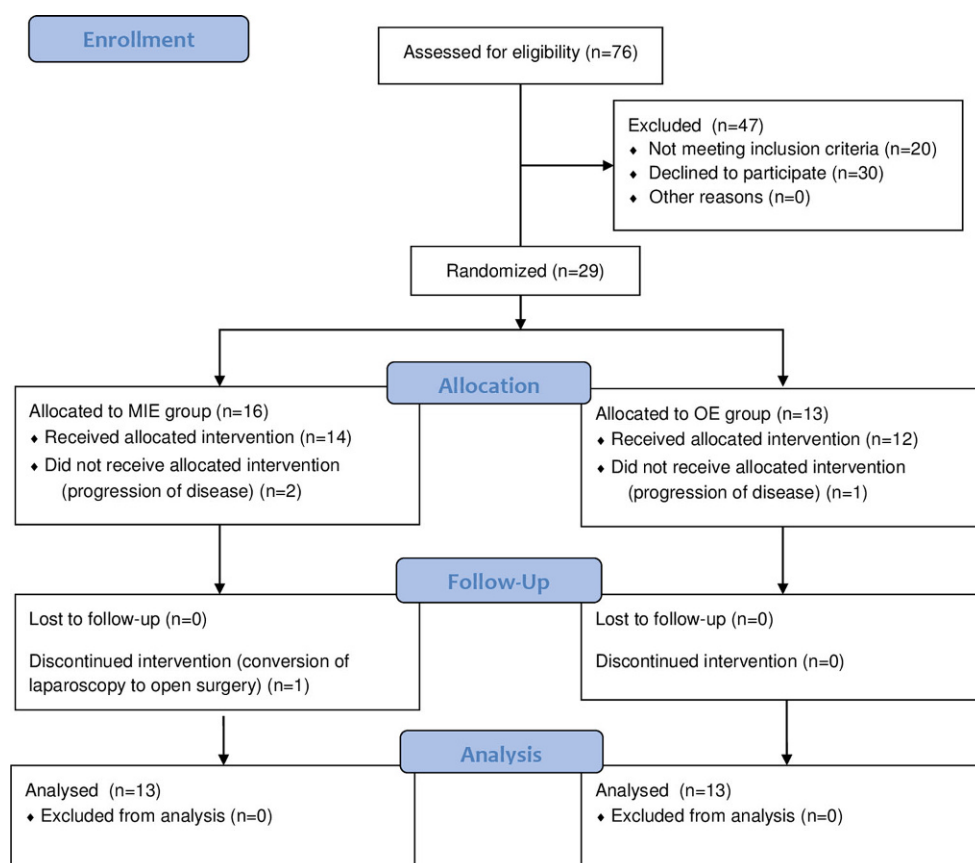 Enrollment
Assessed for eligibility (n=76)
Excluded (n=47)
♦ Not meeting inclusion criteria (n=20)
♦ Declined to participate (n=30)
♦ Other reasons (n=0)
Randomized (n=29)
Allocation
Allocated to MIE group (n=16)
♦ Received allocated intervention (n=14)
♦ Did not receive allocated intervention
(progression of disease) (n=2)
Allocated to OE group (n=13)
♦ Received allocated intervention (n=12)
♦ Did not receive allocated intervention
(progression of disease) (n=1)
Follow-Up
Lost to follow-up (n=0)
Discontinued intervention (conversion of
laparoscopy to open surgery) (n=1)
Lost to follow-up (n=0)
Discontinued intervention (n=0)
Analysis
Analysed (n=13)
♦ Excluded from analysis (n=0)
Analysed (n=13)
♦ Excluded from analysis (n=0)